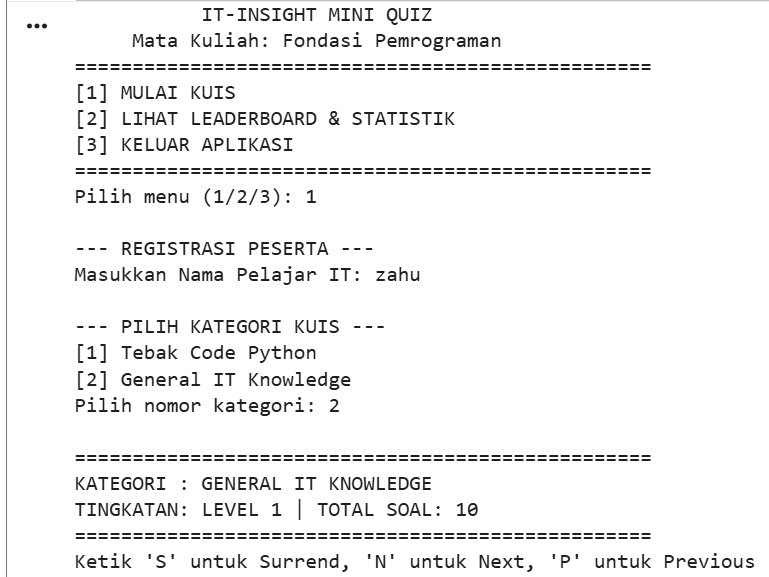 IT-INSIGHT MINI QUIZ
Mata Kuliah: Fondasi Pemrograman
==================================================
[1] MULAI KUIS
[2] LIHAT LEADERBOARD & STATISTIK
[3] KELUAR APLIKASI
==================================================
Pilih menu (1/2/3): 1

--- REGISTRASI PESERTA ---
Masukkan Nama Pelajar IT: zahu

--- PILIH KATEGORI KUIS ---
[1] Tebak Code Python
[2] General IT Knowledge
Pilih nomor kategori: 2

==================================================
KATEGORI : GENERAL IT KNOWLEDGE
TINGKATAN: LEVEL 1 | TOTAL SOAL: 10
==================================================
Ketik 'S' untuk Surrend, 'N' untuk Next, 'P' untuk Previous